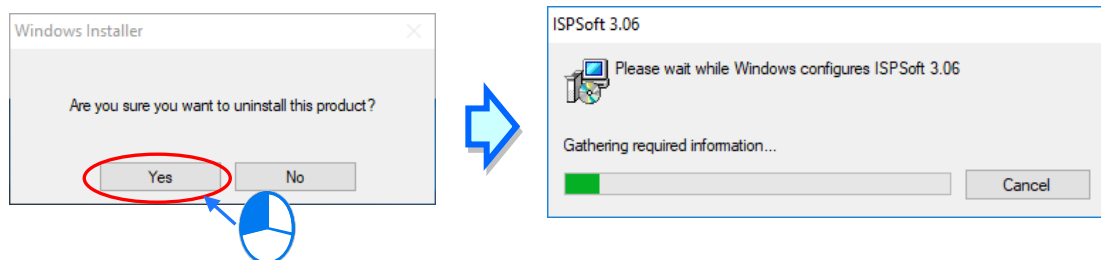 Windows Installer
Are you sure you want to uninstall this product?
Yes
No
ISPSoft 3.06
Please wait while Windows configures ISPSoft 3.06
Gathering required information...
Cancel